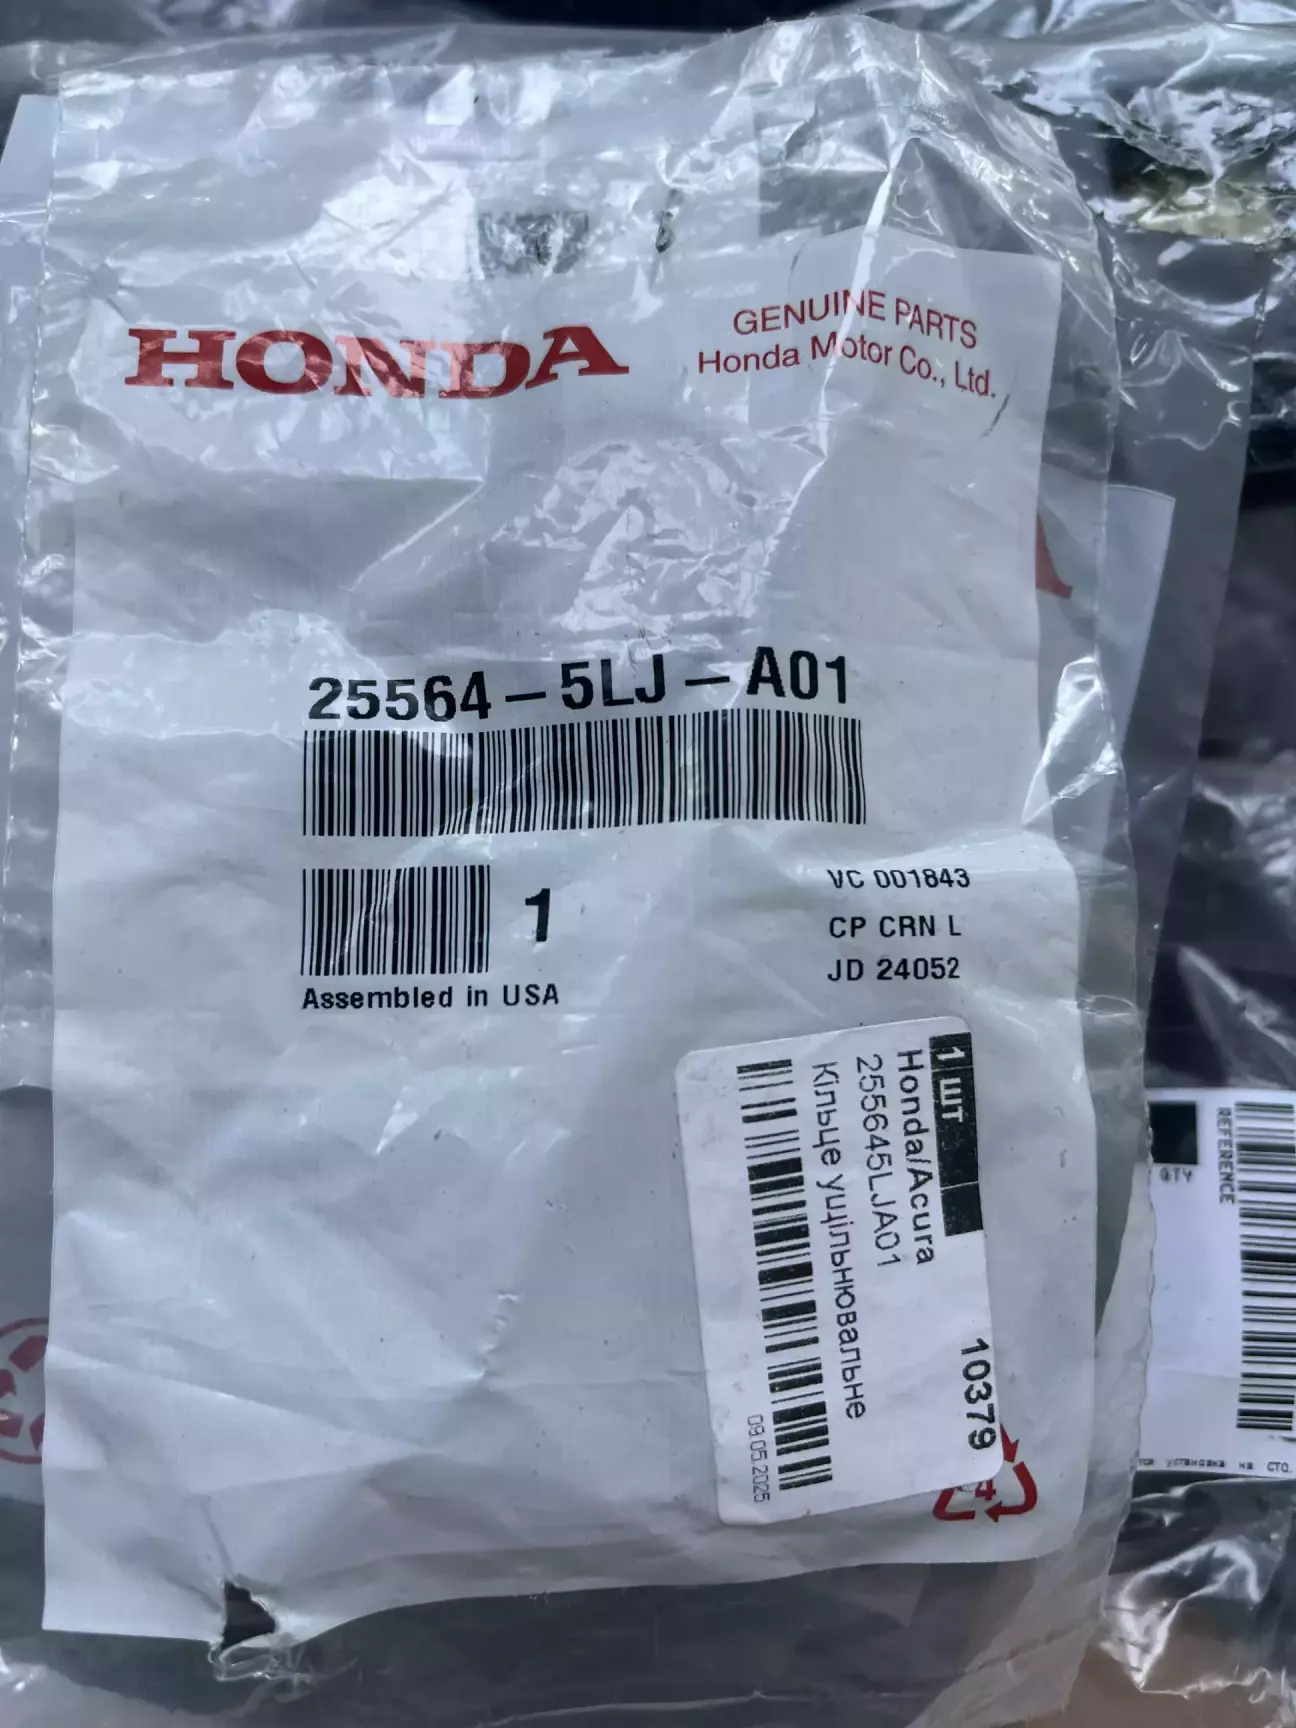 HONDA
GENUINE PARTS
Honda Motor Co., Ltd.
25564-5LJ-A01
1
Assembled in USA
VC 001843
CP CRN L
JD 24052
1 ШТ
10379
Honda/Acura
255645LJA01
Кільце ущільнювальне
09.05.2025
4
REFERENCE
QTY
установка на СТО.